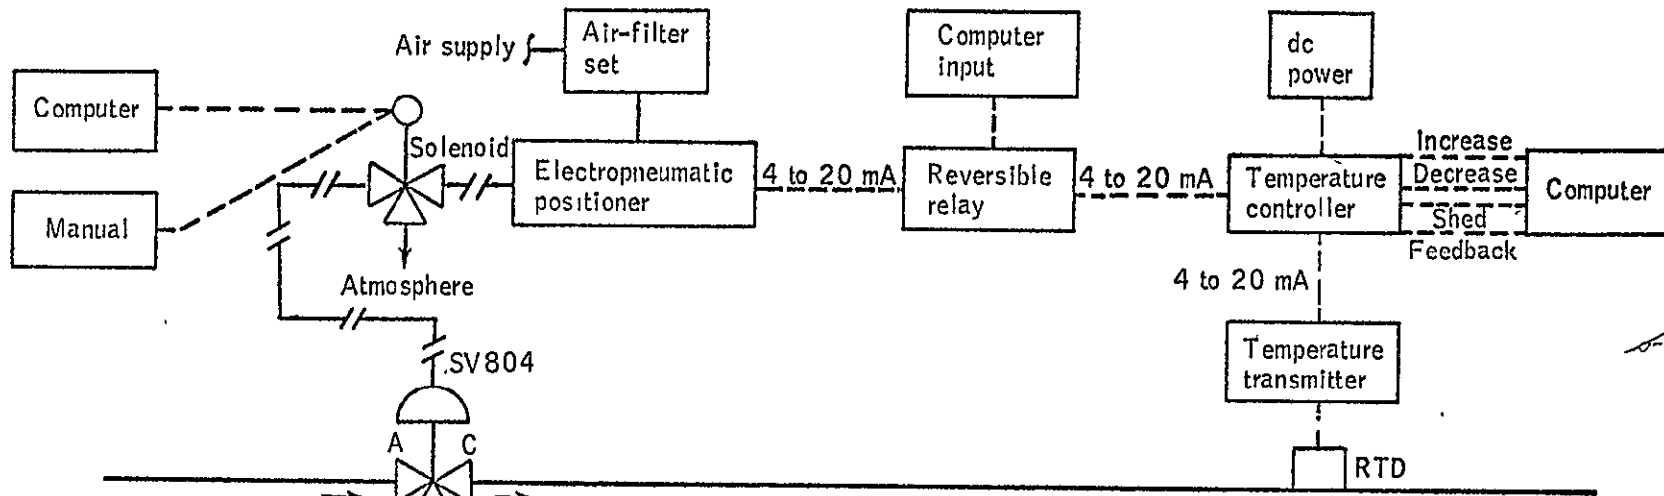 Air supply
Air-filter
set
Computer
input
dc
power
Computer
Solenoid
Electropneumatic
positioner
4 to 20 mA
Reversible
relay
4 to 20 mA
Temperature
controller
Increase
Decrease
Shed
Feedback
Computer
Manual
Atmosphere
4 to 20 mA
SV804
Temperature
transmitter
A
C
RTD